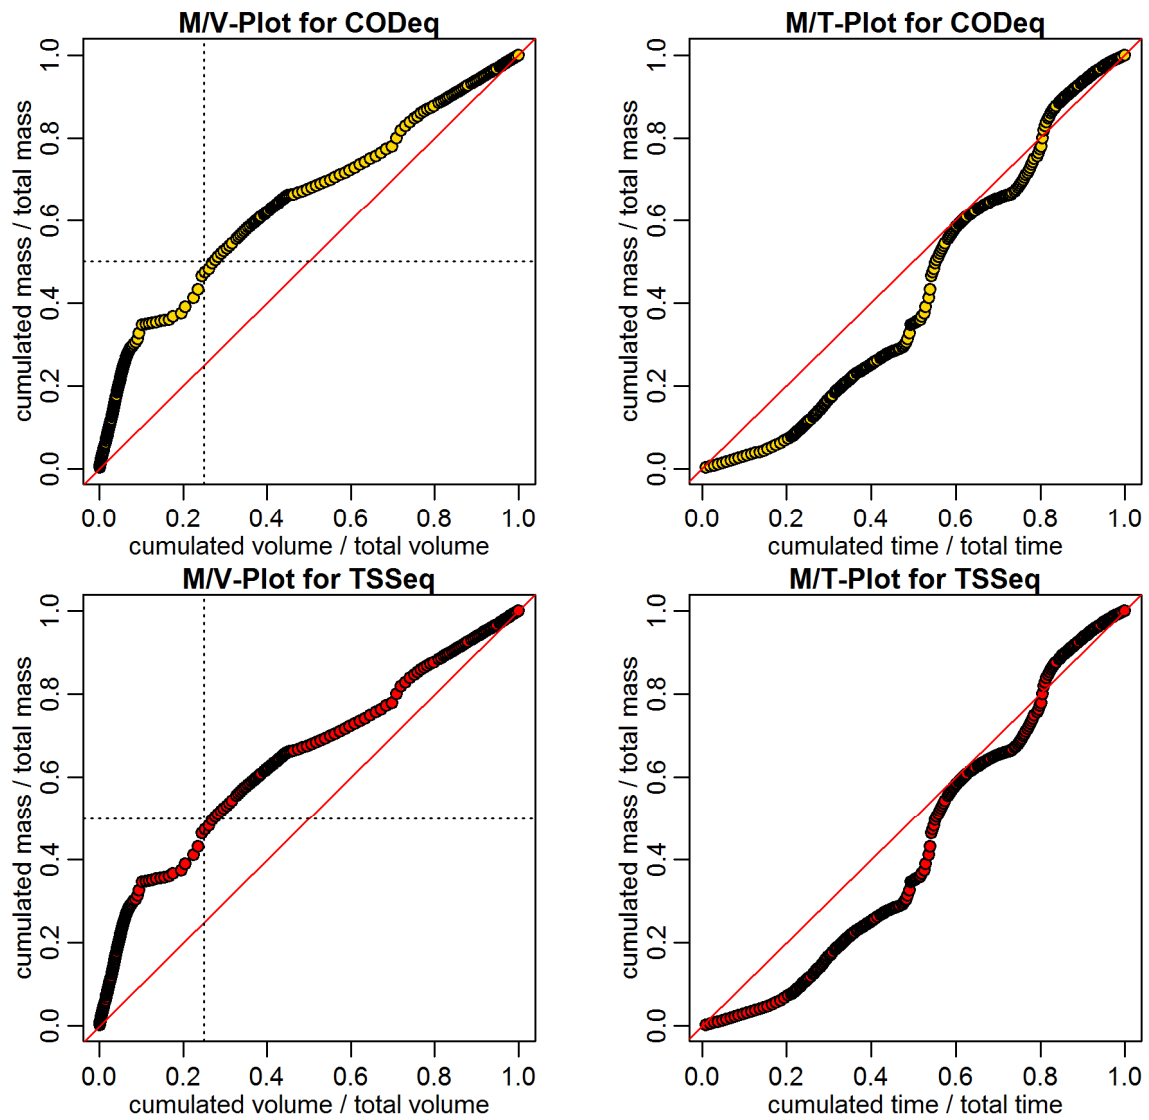 M/V-Plot for CODeq
cumulated mass / total mass
0.0 0.2 0.4 0.6 0.8 1.0
0.0 0.2 0.4 0.6 0.8 1.0
cumulated volume / total volume
M/T-Plot for CODeq
cumulated mass / total mass
0.0 0.2 0.4 0.6 0.8 1.0
0.0 0.2 0.4 0.6 0.8 1.0
cumulated time / total time
M/V-Plot for TSSeq
cumulated mass / total mass
0.0 0.2 0.4 0.6 0.8 1.0
0.0 0.2 0.4 0.6 0.8 1.0
cumulated volume / total volume
M/T-Plot for TSSeq
cumulated mass / total mass
0.0 0.2 0.4 0.6 0.8 1.0
0.0 0.2 0.4 0.6 0.8 1.0
cumulated time / total time